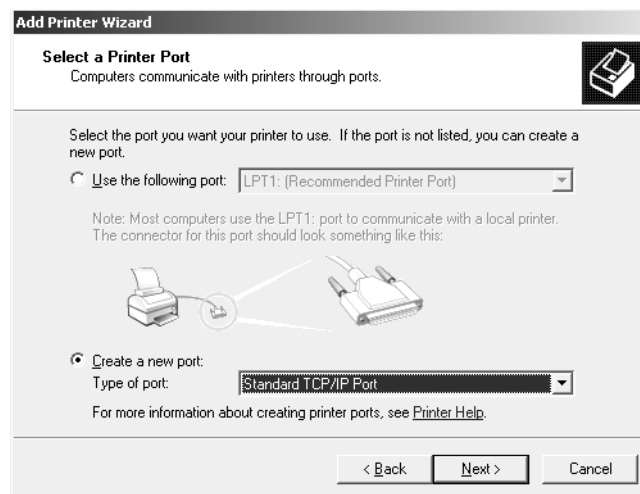 Add Printer Wizard
Select a Printer Port
Computers communicate with printers through ports.
Select the port you want your printer to use.  If the port is not listed, you can create a
new port.
Use the following port: LPT1: (Recommended Printer Port)
Note: Most computers use the LPT1: port to communicate with a local printer.
The connector for this port should look something like this:
Create a new port:
Type of port: Standard TCP/IP Port
For more information about creating printer ports, see Printer Help.
< Back Next > Cancel